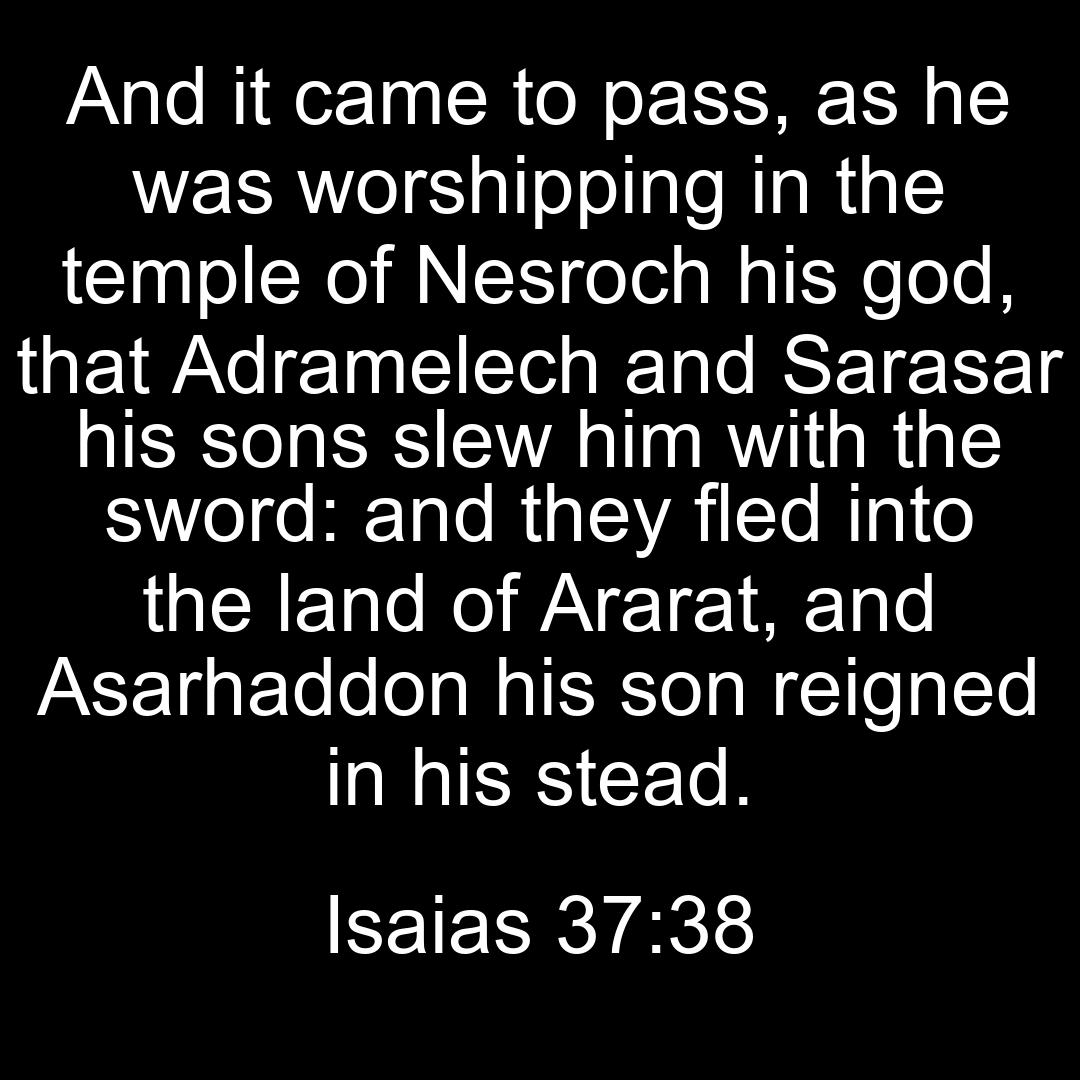 And it came to pass, as he
was worshipping in the
temple of Nesroch his god,
that Adramelech and Sarasar
his sons slew him with the
sword: and they fled into
the land of Ararat, and
Asarhaddon his son reigned
in his stead.
Isaias 37:38